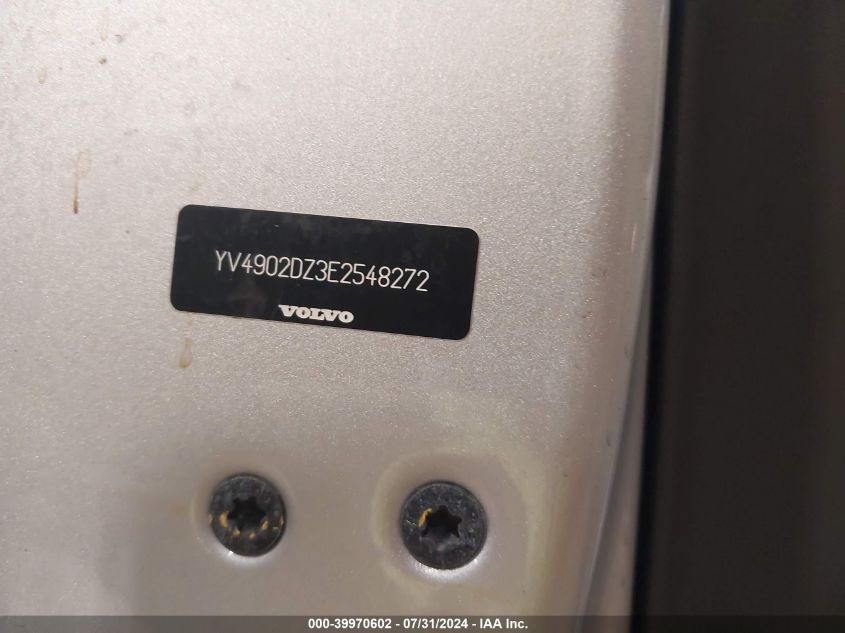 YV4902DZ3E2548272
VOLVO
000-39970602 - 07/31/2024 - IAA Inc.